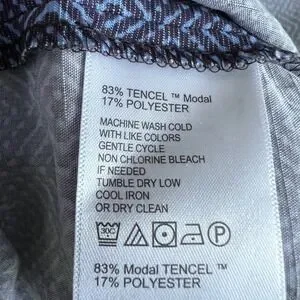 83% TENCEL ™ Modal
17% POLYESTER
MACHINE WASH COLD
WITH LIKE COLORS
GENTLE CYCLE
NON CHLORINE BLEACH
IF NEEDED
TUMBLE DRY LOW
COOL IRON
OR DRY CLEAN
30C P
83% Modal TENCEL ™
17% POLYESTER